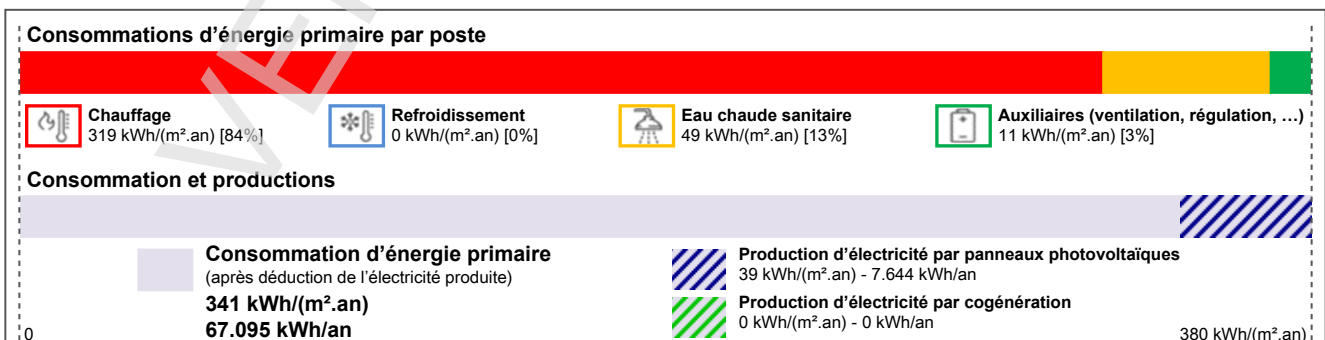 Consommations d'énergie primaire par poste
Chauffage
319 kWh/(m².an) [84%]
Refroidissement
0 kWh/(m².an) [0%]
Eau chaude sanitaire
49 kWh/(m².an) [13%]
Auxiliaires (ventilation, régulation, …)
11 kWh/(m².an) [3%]
Consommation et productions
Consommation d'énergie primaire
(après déduction de l'électricité produite)
341 kWh/(m².an)
67.095 kWh/an
Production d'électricité par panneaux photovoltaïques
39 kWh/(m².an) - 7.644 kWh/an
Production d'électricité par cogénération
0 kWh/(m².an) - 0 kWh/an
0
380 kWh/(m².an)